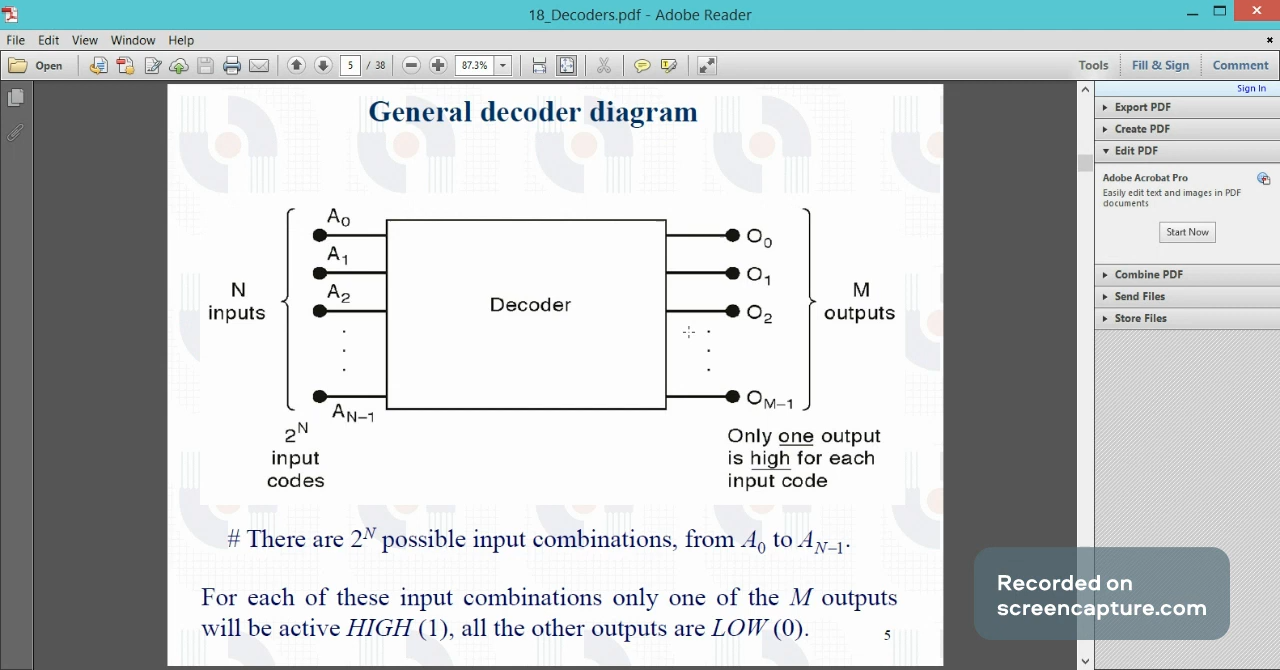 18_Decoders.pdf - Adobe Reader
File Edit View Window Help
Open 5 / 38 87.3% Tools Fill & Sign Comment
Sign In
Export PDF
Create PDF
Edit PDF
Adobe Acrobat Pro
Easily edit text and images in PDF
documents
Start Now
Combine PDF
Send Files
Store Files
General decoder diagram
N
inputs
A0
A1
A2
AN–1
2^N
input
codes
Decoder
O0
O1
O2
OM–1
M
outputs
Only one output
is high for each
input code
# There are 2^N possible input combinations, from A0 to AN–1.
For each of these input combinations only one of the M outputs
will be active HIGH (1), all the other outputs are LOW (0).
5
Recorded on
screencapture.com